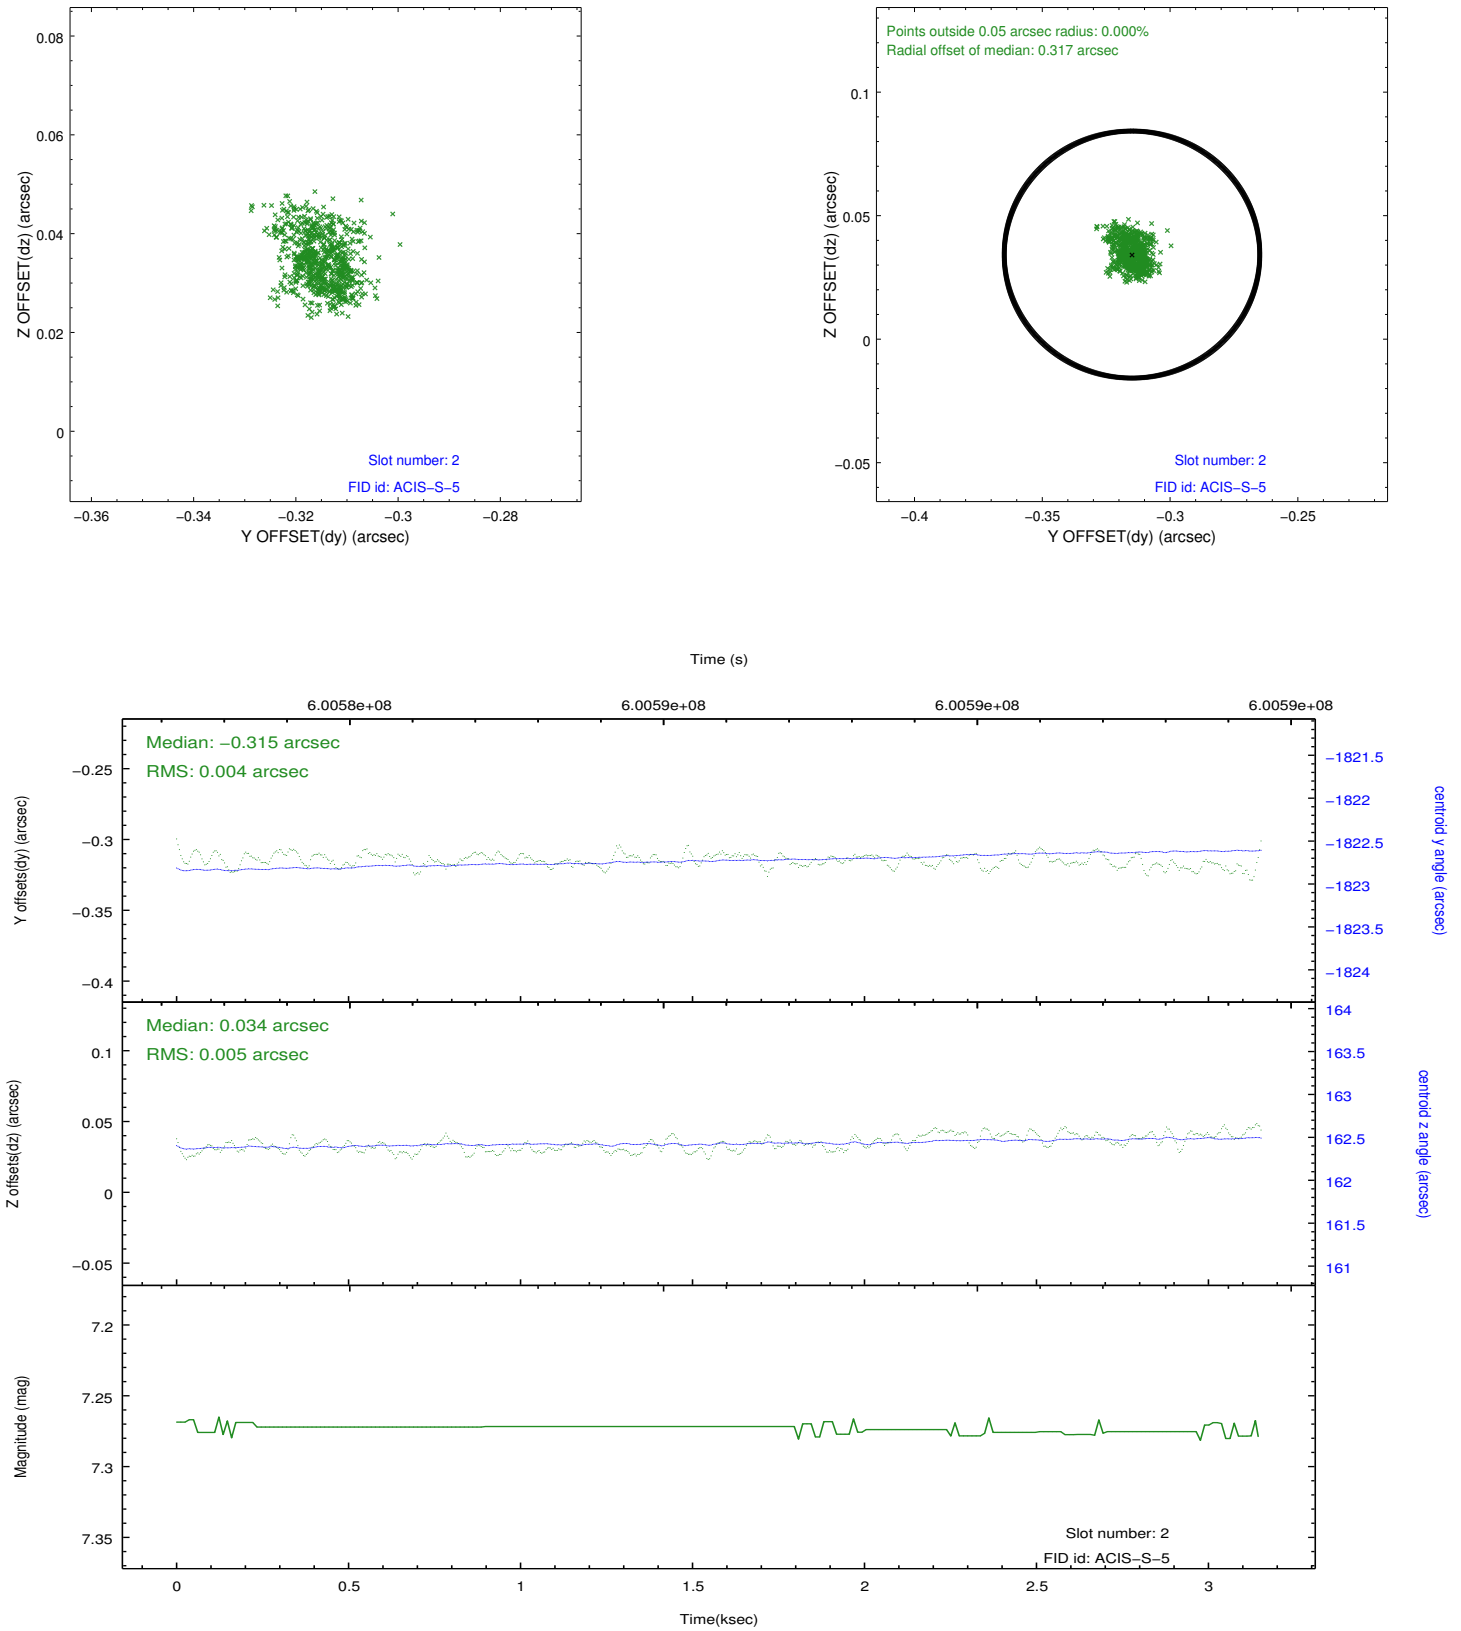 0.08
0.06
0.04
0.02
0
Z OFFSET(dz) (arcsec)
Slot number: 2
FID id: ACIS−S−5
−0.36
−0.34
−0.32
−0.3
−0.28
Y OFFSET(dy) (arcsec)
Points outside 0.05 arcsec radius: 0.000%
Radial offset of median: 0.317 arcsec
0.1
0.05
0
−0.05
Z OFFSET(dz) (arcsec)
Slot number: 2
FID id: ACIS−S−5
−0.4
−0.35
−0.3
−0.25
Y OFFSET(dy) (arcsec)
Time (s)
6.0058e+08
6.0059e+08
6.0059e+08
6.0059e+08
Median: −0.315 arcsec
RMS: 0.004 arcsec
−0.25
−0.3
−0.35
−0.4
Y offsets(dy) (arcsec)
−1821.5
−1822
−1822.5
−1823
−1823.5
−1824
centroid y angle (arcsec)
Median: 0.034 arcsec
RMS: 0.005 arcsec
0.1
0.05
0
−0.05
Z offsets(dz) (arcsec)
164
163.5
163
162.5
162
161.5
161
centroid z angle (arcsec)
7.2
7.25
7.3
7.35
Magnitude (mag)
Slot number: 2
FID id: ACIS−S−5
0
0.5
1
1.5
2
2.5
3
Time(ksec)